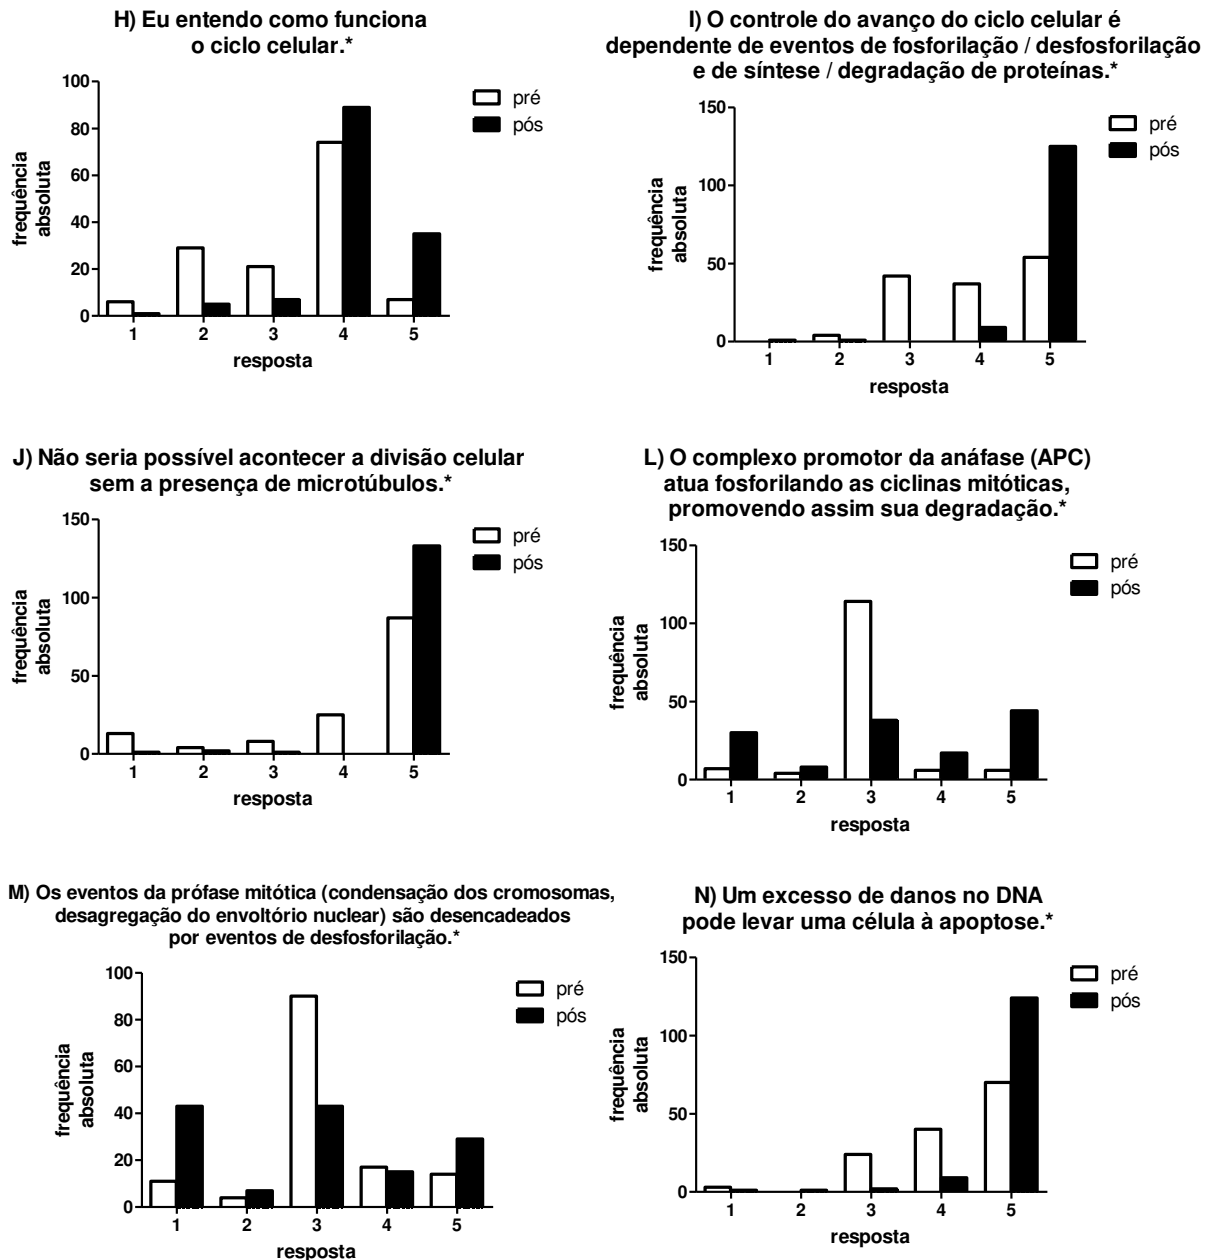 H) Eu entendo como funciona
o ciclo celular.*
100
80
60
40
20
0
frequência
absoluta
1 2 3 4 5
resposta
pré
pós
I) O controle do avanço do ciclo celular é
dependente de eventos de fosforilação / desfosforilação
e de síntese / degradação de proteínas.*
150
100
50
0
frequência
absoluta
1 2 3 4 5
resposta
pré
pós
J) Não seria possível acontecer a divisão celular
sem a presença de microtúbulos.*
150
100
50
0
frequência
absoluta
1 2 3 4 5
resposta
pré
pós
L) O complexo promotor da anáfase (APC)
atua fosforilando as ciclinas mitóticas,
promovendo assim sua degradação.*
150
100
50
0
frequência
absoluta
1 2 3 4 5
resposta
pré
pós
M) Os eventos da prófase mitótica (condensação dos cromosomas,
desagregação do envoltório nuclear) são desencadeados
por eventos de desfosforilação.*
100
80
60
40
20
0
frequência
absoluta
1 2 3 4 5
resposta
pré
pós
N) Um excesso de danos no DNA
pode levar uma célula à apoptose.*
150
100
50
0
frequência
absoluta
1 2 3 4 5
resposta
pré
pós